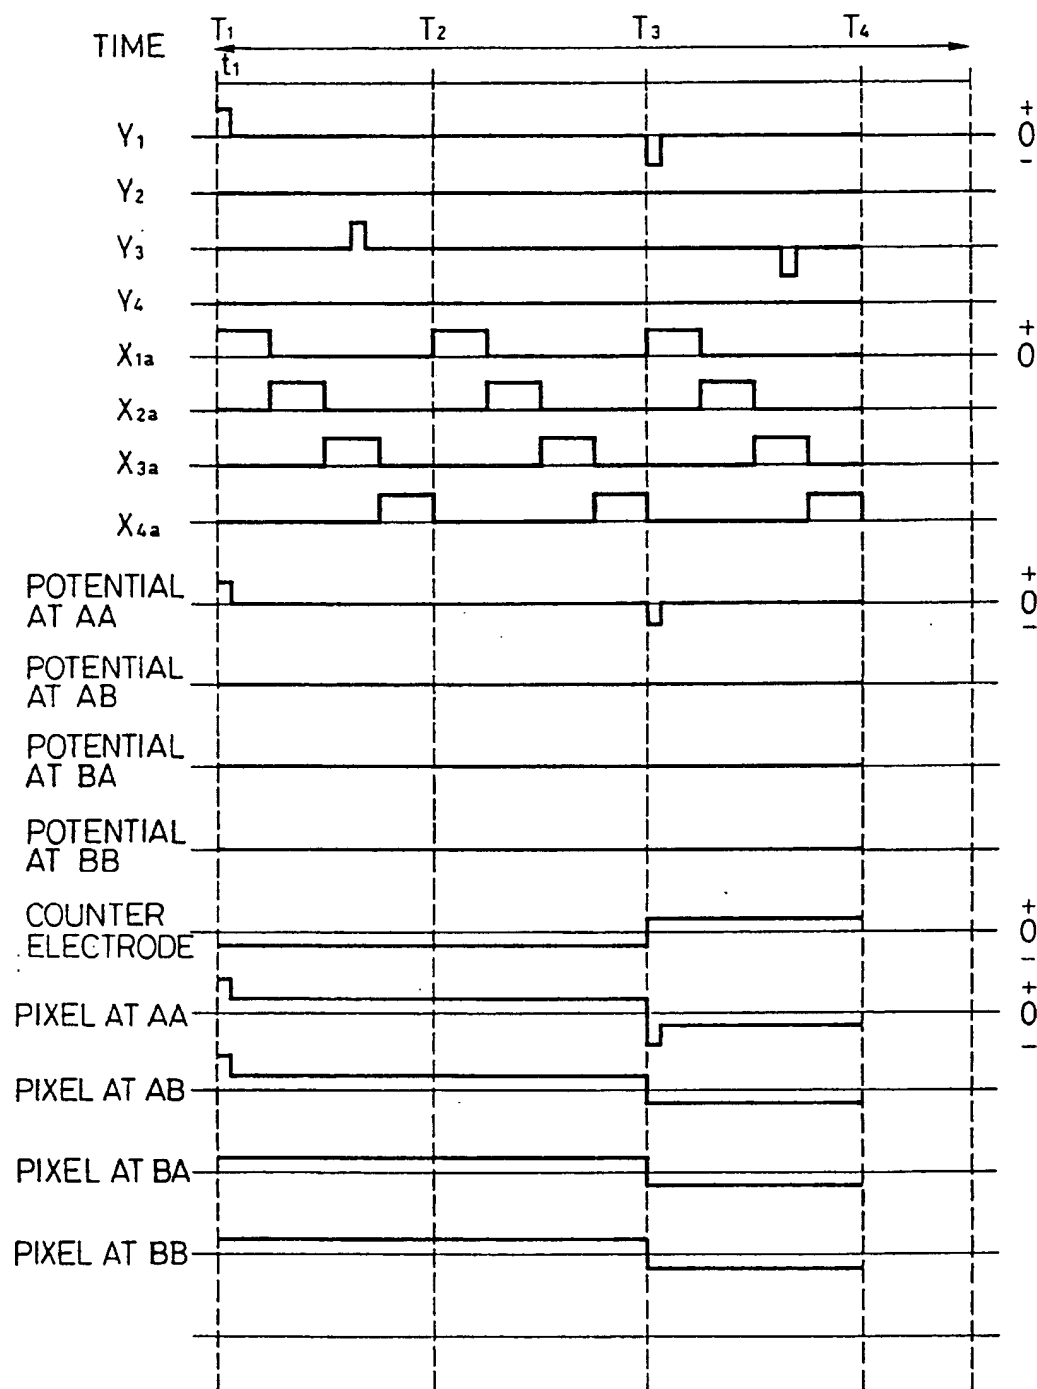 TIME T₁ T₂ T₃ T₄
t₁
Y₁ + 0 -
Y₂
Y₃
Y₄
X₁ₐ + 0
X₂ₐ
X₃ₐ
X₄ₐ
POTENTIAL
AT AA + 0 -
POTENTIAL
AT AB
POTENTIAL
AT BA
POTENTIAL
AT BB
COUNTER
ELECTRODE + 0 -
PIXEL AT AA + 0 -
PIXEL AT AB
PIXEL AT BA
PIXEL AT BB